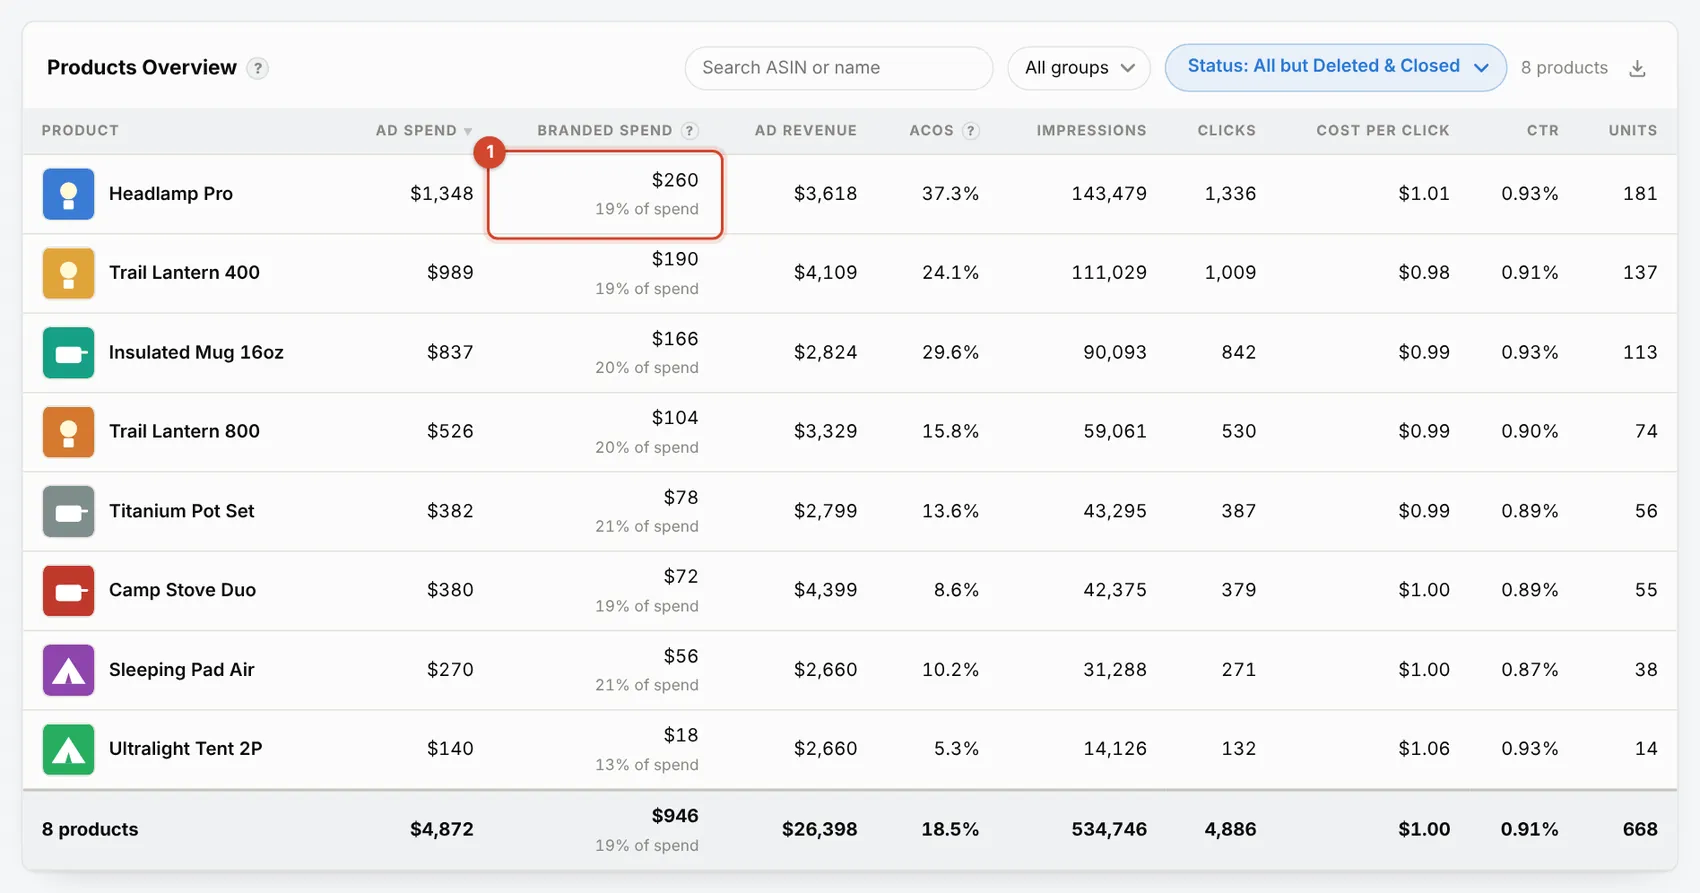 Products Overview ?
Search ASIN or name
All groups
Status: All but Deleted & Closed
8 products
PRODUCT AD SPEND BRANDED SPEND ? AD REVENUE ACOS ? IMPRESSIONS CLICKS COST PER CLICK CTR UNITS
1
Headlamp Pro $1,348 $260 $3,618 37.3% 143,479 1,336 $1.01 0.93% 181
19% of spend
Trail Lantern 400 $989 $190 $4,109 24.1% 111,029 1,009 $0.98 0.91% 137
19% of spend
Insulated Mug 16oz $837 $166 $2,824 29.6% 90,093 842 $0.99 0.93% 113
20% of spend
Trail Lantern 800 $526 $104 $3,329 15.8% 59,061 530 $0.99 0.90% 74
20% of spend
Titanium Pot Set $382 $78 $2,799 13.6% 43,295 387 $0.99 0.89% 56
21% of spend
Camp Stove Duo $380 $72 $4,399 8.6% 42,375 379 $1.00 0.89% 55
19% of spend
Sleeping Pad Air $270 $56 $2,660 10.2% 31,288 271 $1.00 0.87% 38
21% of spend
Ultralight Tent 2P $140 $18 $2,660 5.3% 14,126 132 $1.06 0.93% 14
13% of spend
8 products $4,872 $946 $26,398 18.5% 534,746 4,886 $1.00 0.91% 668
19% of spend